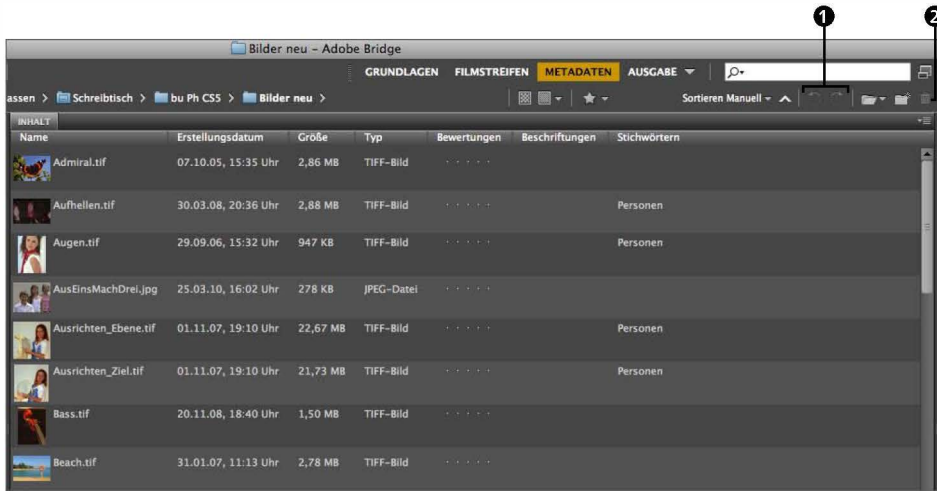 ❶ ❷
Bilder neu – Adobe Bridge
GRUNDLAGEN FILMSTREIFEN METADATEN AUSGABE
assen > Schreibtisch > bu Ph CS5 > Bilder neu > Sortieren Manuell
INHALT
Name Erstellungsdatum Größe Typ Bewertungen Beschriftungen Stichwörtern
Admiral.tif 07.10.05, 15:35 Uhr 2,86 MB TIFF-Bild
Aufhellen.tif 30.03.08, 20:36 Uhr 2,88 MB TIFF-Bild Personen
Augen.tif 29.09.06, 15:32 Uhr 947 KB TIFF-Bild Personen
AusEinsMachDrei.jpg 25.03.10, 16:02 Uhr 278 KB JPEG-Datei
Ausrichten_Ebene.tif 01.11.07, 19:10 Uhr 22,67 MB TIFF-Bild Personen
Ausrichten_Ziel.tif 01.11.07, 19:10 Uhr 21,73 MB TIFF-Bild Personen
Bass.tif 20.11.08, 18:40 Uhr 1,50 MB TIFF-Bild
Beach.tif 31.01.07, 11:13 Uhr 2,78 MB TIFF-Bild